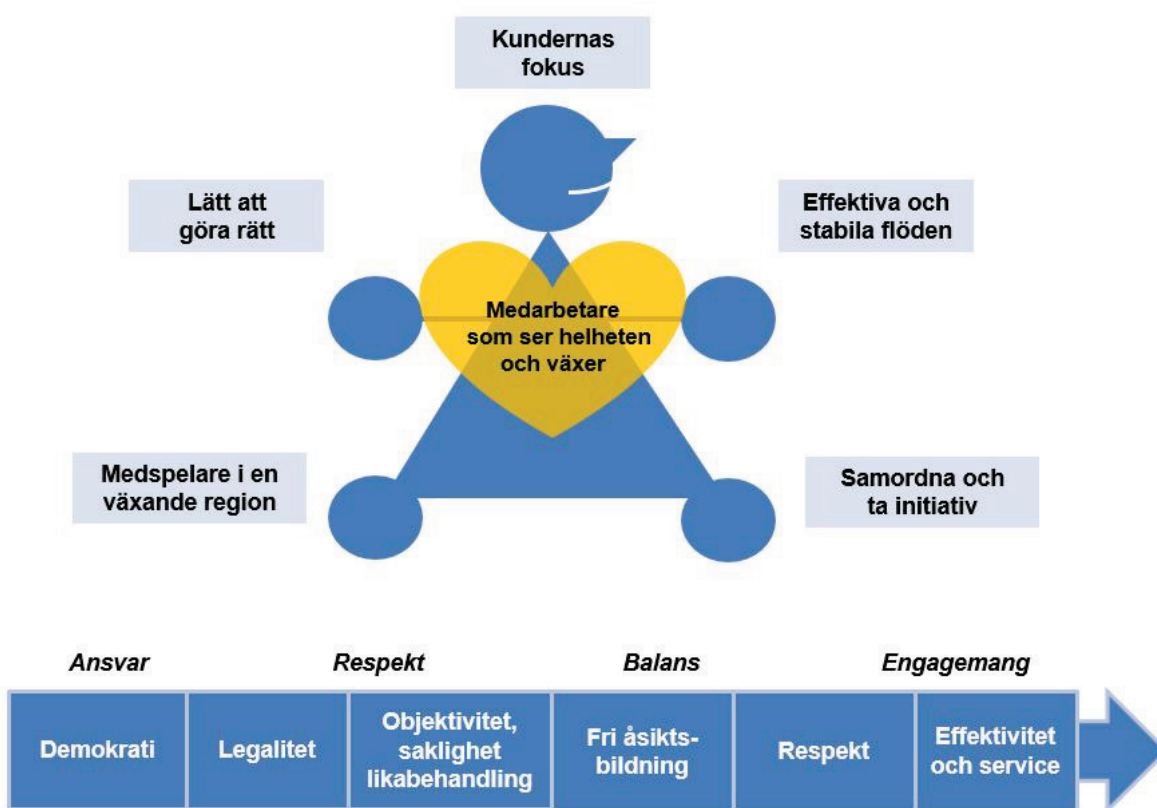 Kundernas
fokus
Lätt att
göra rätt
Effektiva och
stabila flöden
Medarbetare
som ser helheten
och växer
Medspelare i en
växande region
Samordna och
ta initiativ
Ansvar
Respekt
Balans
Engagemang
Demokrati
Legalitet
Objektivitet,
saklighet
likabehandling
Fri åsikts-
bildning
Respekt
Effektivitet
och service